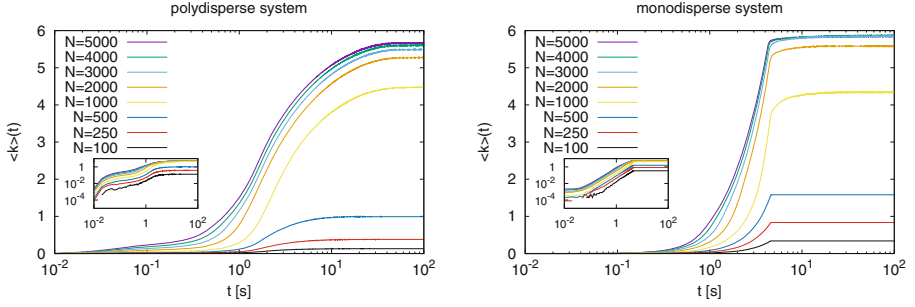 polydisperse system
6
5
4
3
2
1
0
<k>(t)
N=5000
N=4000
N=3000
N=2000
N=1000
N=500
N=250
N=100
1
10^-2
10^-4
10^-2 1 10^2
10^-2 10^-1 10^0 10^1 10^2
t [s]
monodisperse system
6
5
4
3
2
1
0
<k>(t)
N=5000
N=4000
N=3000
N=2000
N=1000
N=500
N=250
N=100
1
10^-2
10^-4
10^-2 1 10^2
10^-2 10^-1 10^0 10^1 10^2
t [s]